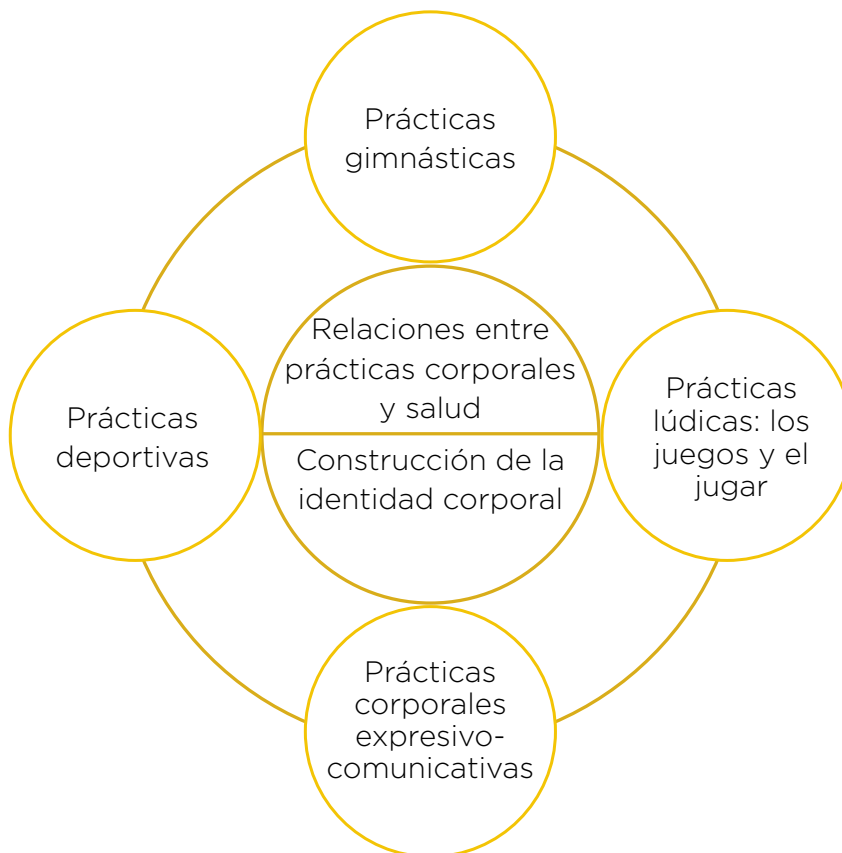 Prácticas
gimnásticas
Relaciones entre
prácticas corporales
y salud
Prácticas
deportivas
Construcción de la
identidad corporal
Prácticas
lúdicas: los
juegos y el
jugar
Prácticas
corporales
expresivo-
comunicativas